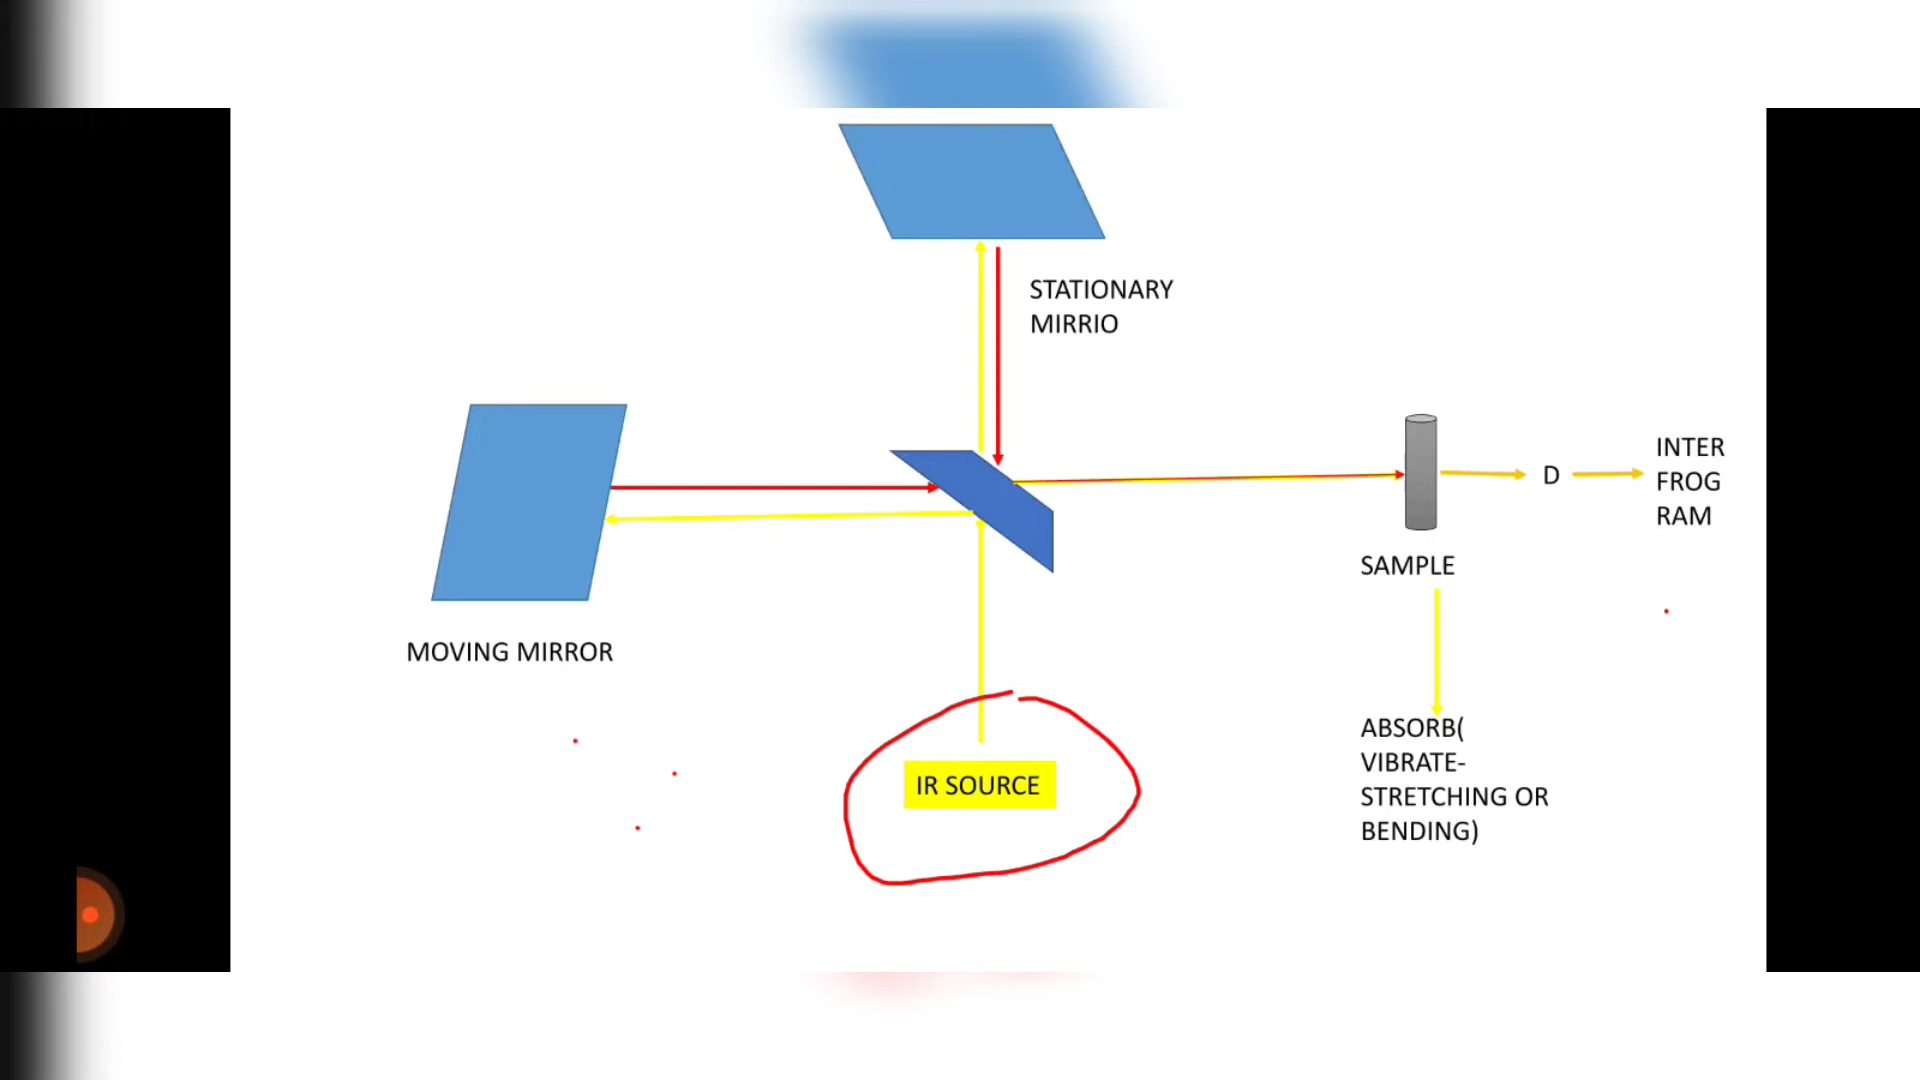 STATIONARY
MIRRIO
INTER
FROG
RAM
D
SAMPLE
MOVING MIRROR
ABSORB(
VIBRATE-
STRETCHING OR
BENDING)
IR SOURCE